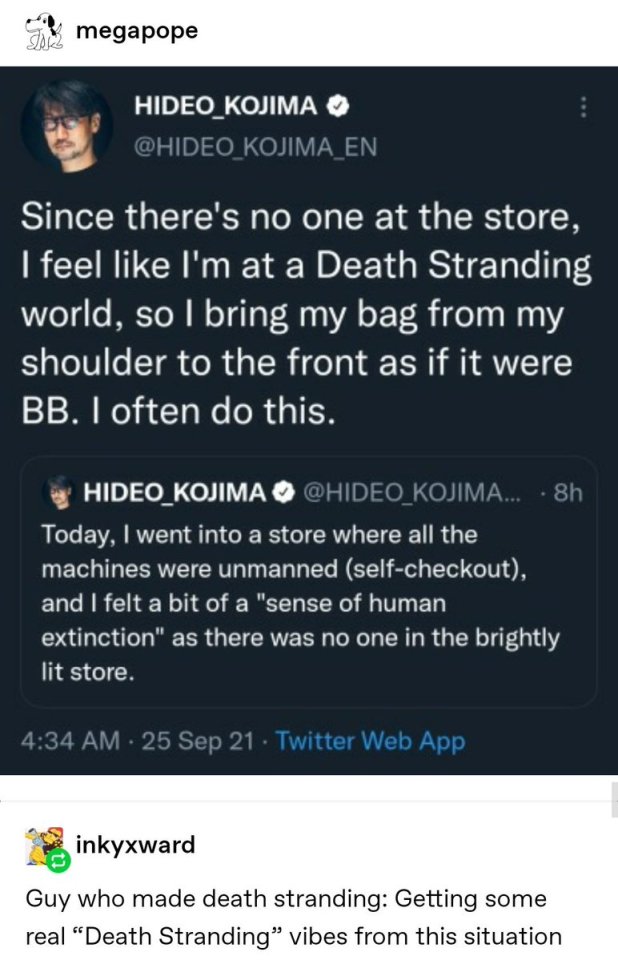 megapope
HIDEO_KOJIMA
@HIDEO_KOJIMA_EN
Since there's no one at the store,
I feel like I'm at a Death Stranding
world, so I bring my bag from my
shoulder to the front as if it were
BB. I often do this.
HIDEO_KOJIMA @HIDEO_KOJIMA... · 8h
Today, I went into a store where all the
machines were unmanned (self-checkout),
and I felt a bit of a "sense of human
extinction" as there was no one in the brightly
lit store.
4:34 AM · 25 Sep 21 · Twitter Web App
inkyxward
Guy who made death stranding: Getting some
real “Death Stranding” vibes from this situation